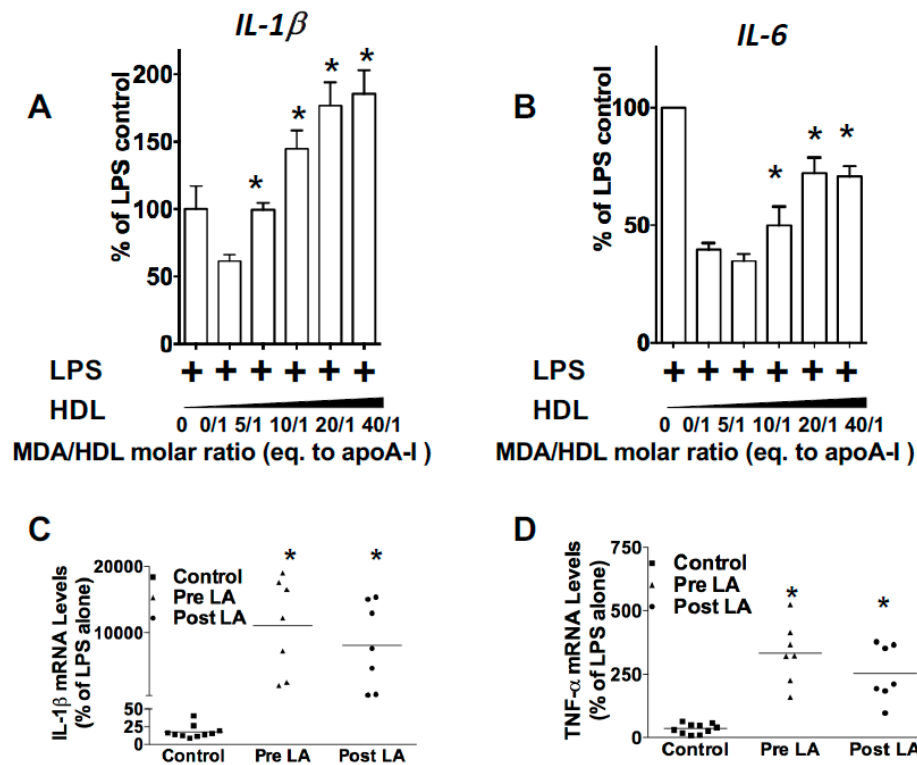 IL-1β
A
% of LPS control
200
150
100
50
0
* * * *
LPS + + + + + +
HDL
0 0/1 5/1 10/1 20/1 40/1
MDA/HDL molar ratio (eq. to apoA-I )
IL-6
B
% of LPS control
100
50
0
* * *
LPS + + + + + +
HDL
0 0/1 5/1 10/1 20/1 40/1
MDA/HDL molar ratio (eq. to apoA-I )
C
IL-1β mRNA Levels
(% of LPS alone)
20000
10000
50
25
0
Control
Pre LA
Post LA
* *
Control Pre LA Post LA
D
TNF-α mRNA Levels
(% of LPS alone)
750
500
250
0
Control
Pre LA
Post LA
* *
Control Pre LA Post LA